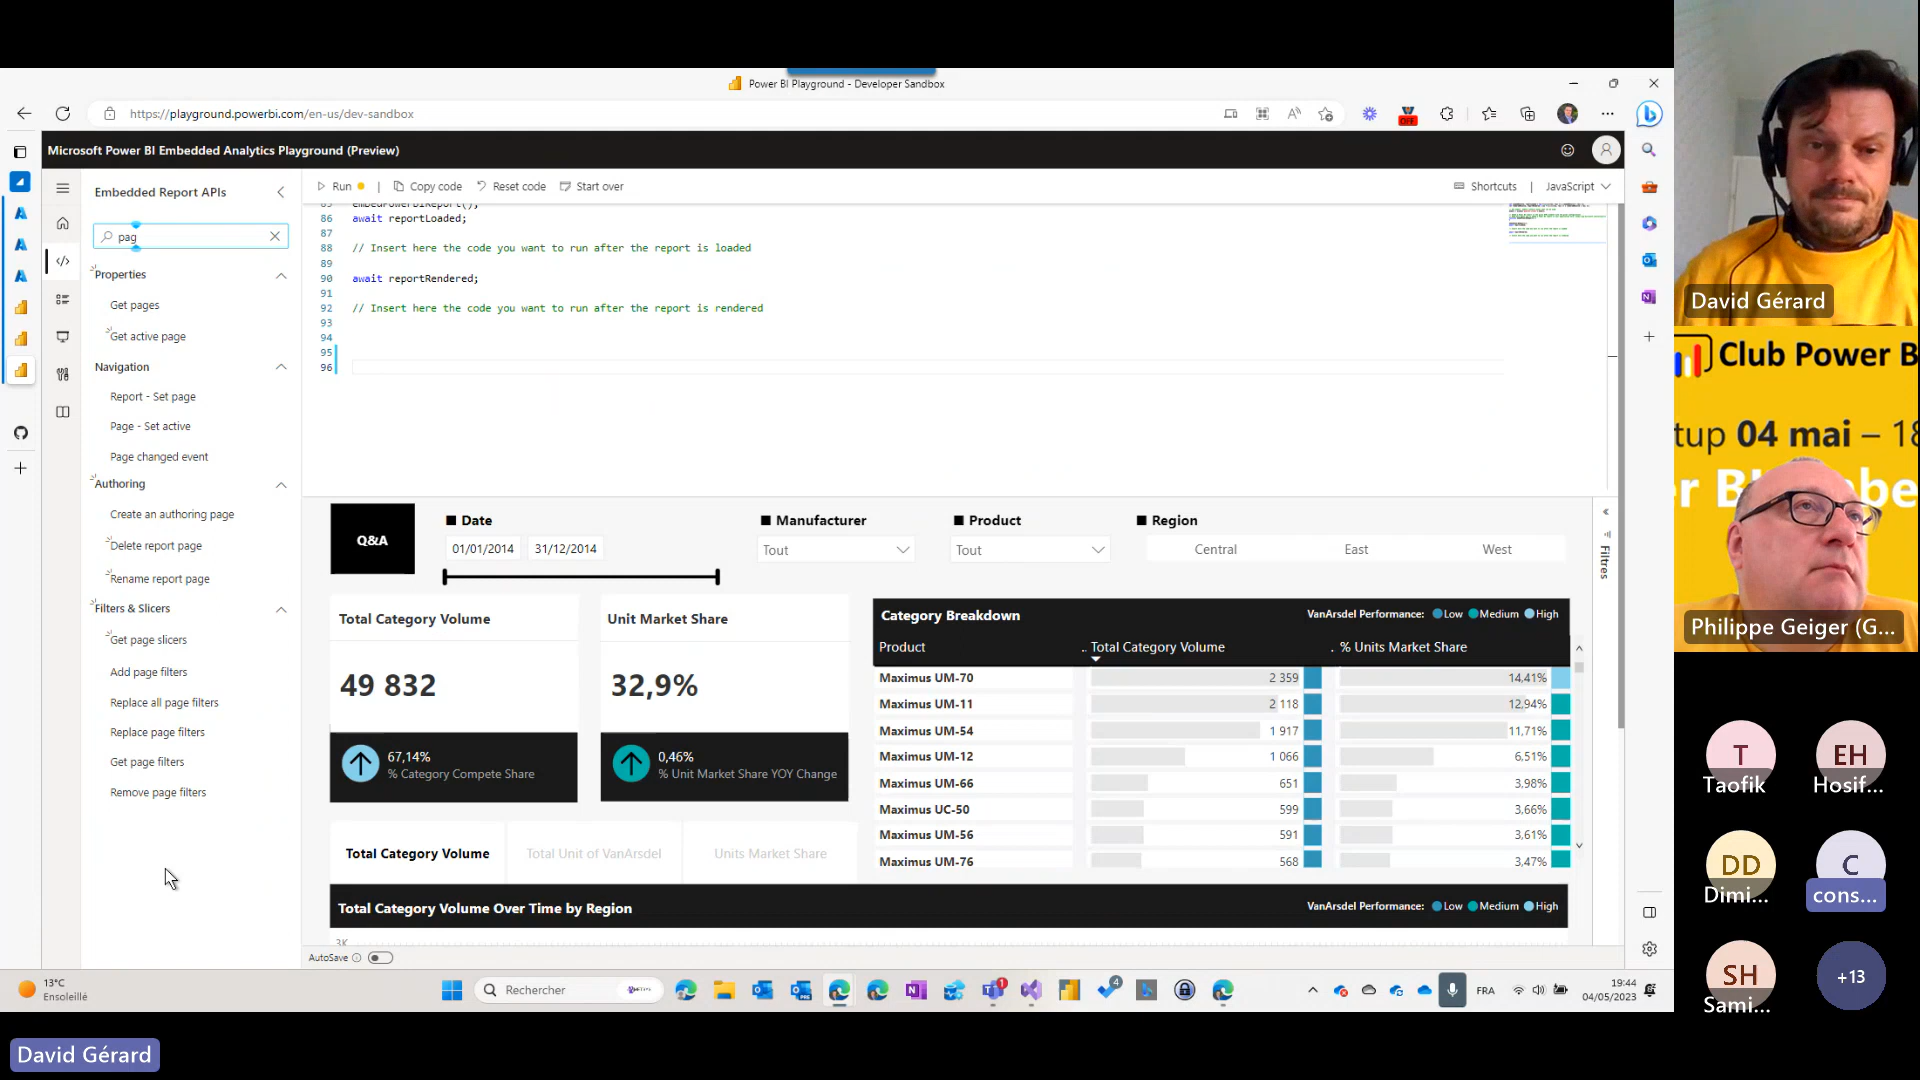 Power BI Playground - Developer Sandbox
https://playground.powerbi.com/en-us/dev-sandbox
OFF
Microsoft Power BI Embedded Analytics Playground (Preview)
Embedded Report APIs
pag
Properties
Get pages
Get active page
Navigation
Report - Set page
Page - Set active
Page changed event
Authoring
Create an authoring page
Delete report page
Rename report page
Filters & Slicers
Get page slicers
Add page filters
Replace all page filters
Replace page filters
Get page filters
Remove page filters
Run
Copy code
Reset code
Start over
Shortcuts
JavaScript
85 embedPowerBIReport();
86 await reportLoaded;
87
88 // Insert here the code you want to run after the report is loaded
89
90 await reportRendered;
91
92 // Insert here the code you want to run after the report is rendered
93
94
95
96
Q&A
Date
01/01/2014 31/12/2014
Manufacturer
Tout
Product
Tout
Region
Central East West
Filtres
Total Category Volume
49 832
67,14%
% Category Compete Share
Unit Market Share
32,9%
0,46%
% Unit Market Share YOY Change
Category Breakdown
VanArsdel Performance: Low Medium High
Product .. Total Category Volume . % Units Market Share
Maximus UM-70 2 359 14,41%
Maximus UM-11 2 118 12,94%
Maximus UM-54 1 917 11,71%
Maximus UM-12 1 066 6,51%
Maximus UM-66 651 3,98%
Maximus UC-50 599 3,66%
Maximus UM-56 591 3,61%
Maximus UM-76 568 3,47%
Total Category Volume Total Unit of VanArsdel Units Market Share
Total Category Volume Over Time by Region
VanArsdel Performance: Low Medium High
3K
AutoSave
13°C
Ensoleillé
Rechercher
1
4
FRA
19:44
04/05/2023
David Gérard
Club Power B
tup 04 mai – 18
r BI
mbe
Philippe Geiger (G...
T
Taofik
EH
Hosif...
DD
Dimi...
C
cons...
SH
Sami...
+13
David Gérard